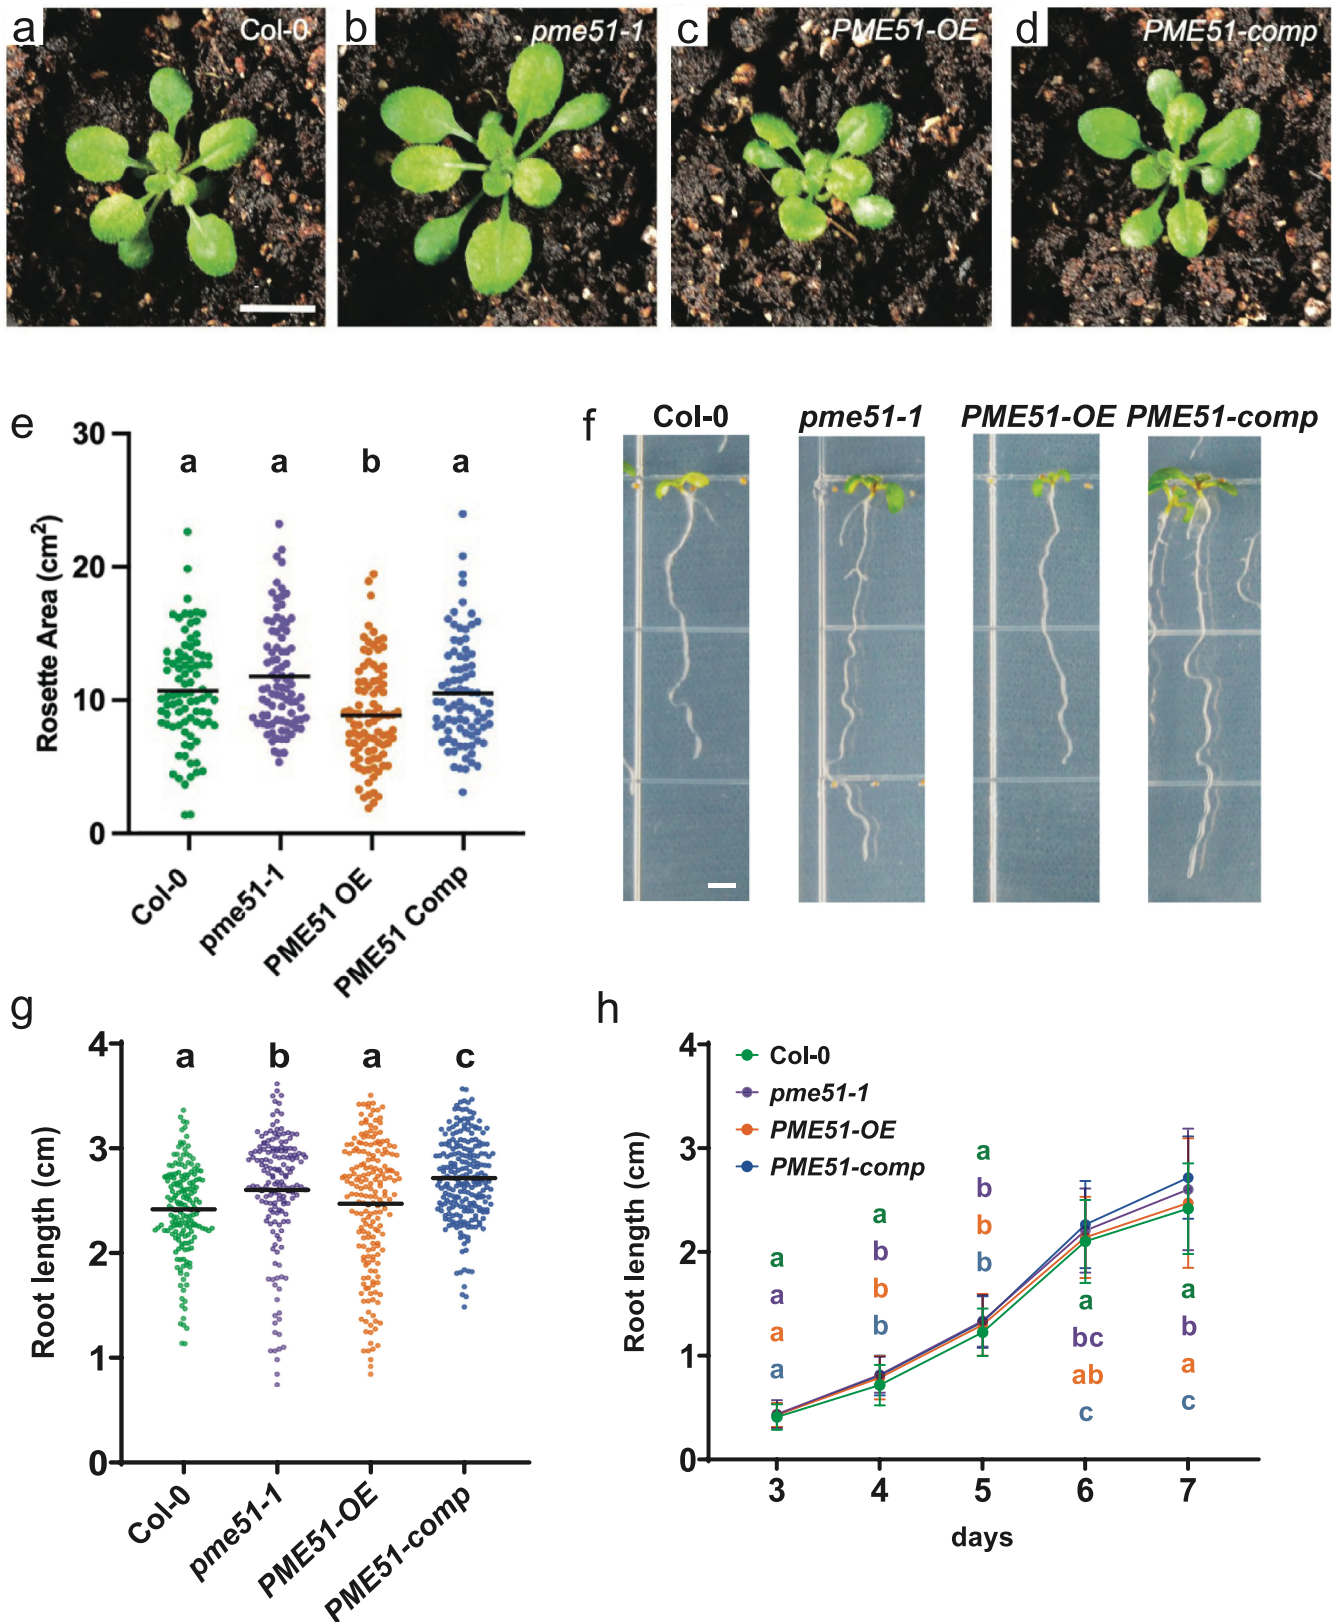 a Col-0 b pme51-1 c PME51-OE d PME51-comp
e
30
20
10
0
Rosette Area (cm²)
a a b a
Col-0 pme51-1 PME51 OE PME51 Comp
f Col-0 pme51-1 PME51-OE PME51-comp
g
4
3
2
1
0
Root length (cm)
a b a c
Col-0 pme51-1 PME51-OE PME51-comp
h
4
3
2
1
0
Root length (cm)
Col-0
pme51-1
PME51-OE
PME51-comp
a
a
a
a
a
b
b
b
a
b
b
b
a
bc
ab
c
a
b
a
c
3 4 5 6 7
days